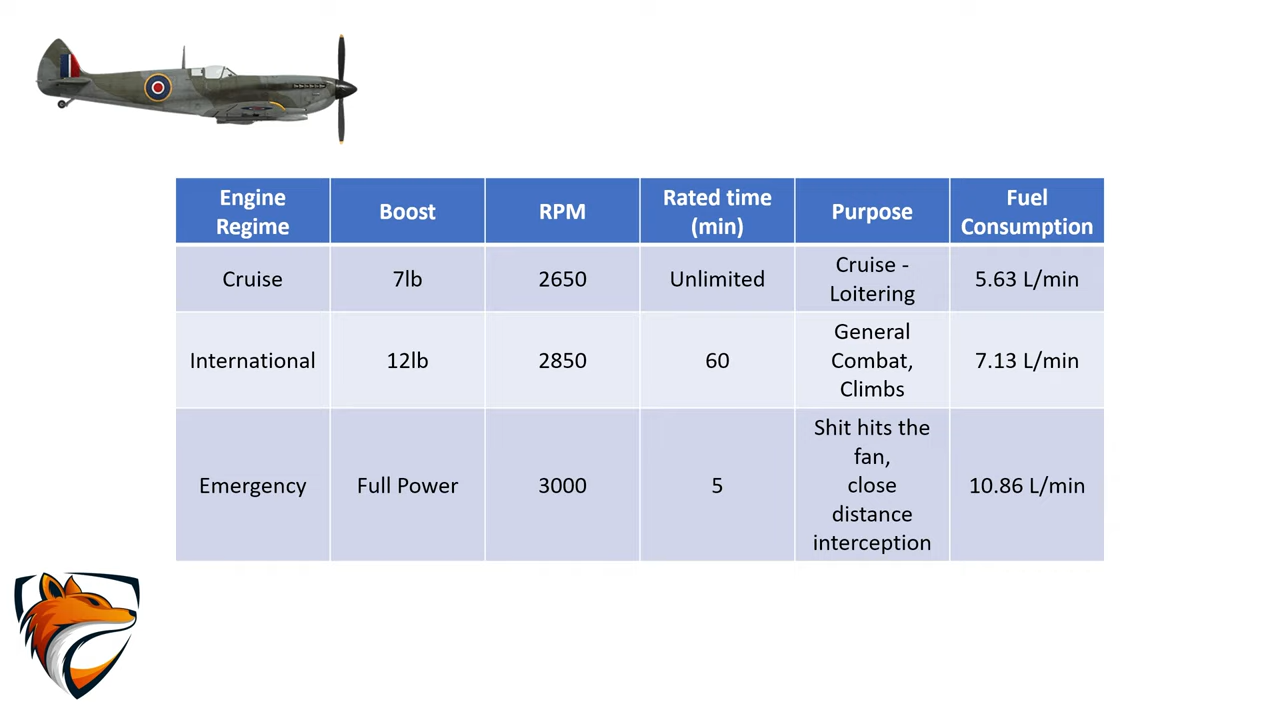 Engine Regime Boost RPM Rated time (min) Purpose Fuel Consumption
Cruise 7lb 2650 Unlimited Cruise - Loitering 5.63 L/min
International 12lb 2850 60 General Combat, Climbs 7.13 L/min
Emergency Full Power 3000 5 Shit hits the fan, close distance interception 10.86 L/min